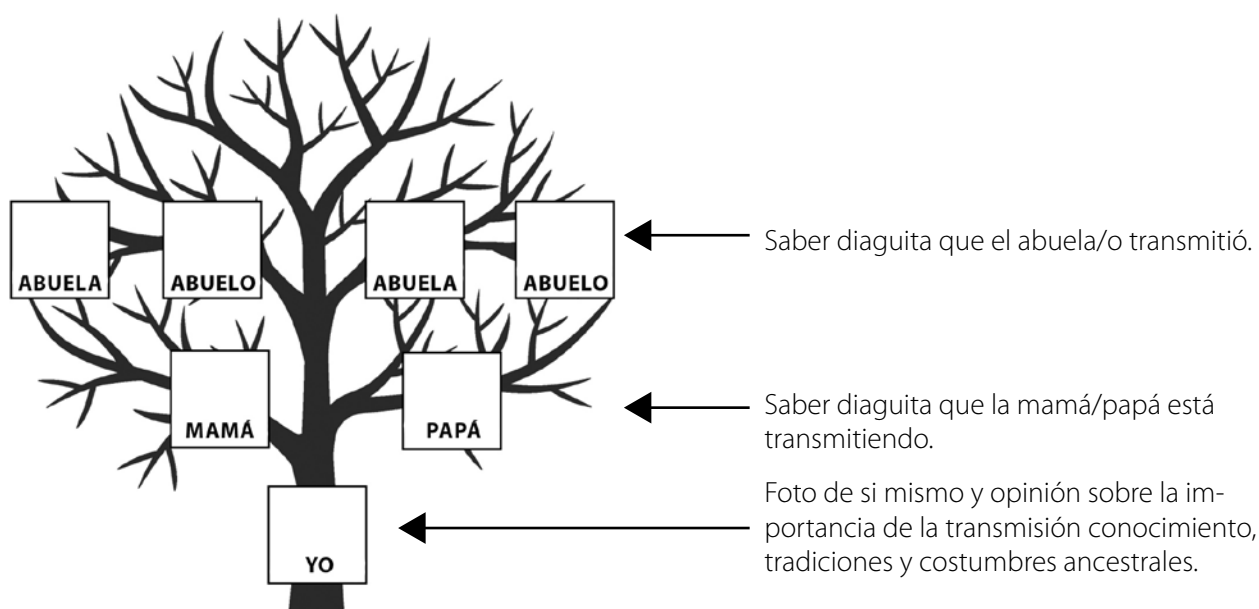 ABUELA ABUELO ABUELA ABUELO
Saber diaguita que el abuela/o transmitió.
MAMÁ PAPÁ
Saber diaguita que la mamá/papá está
transmitiendo.
YO
Foto de si mismo y opinión sobre la im-
portancia de la transmisión conocimiento,
tradiciones y costumbres ancestrales.